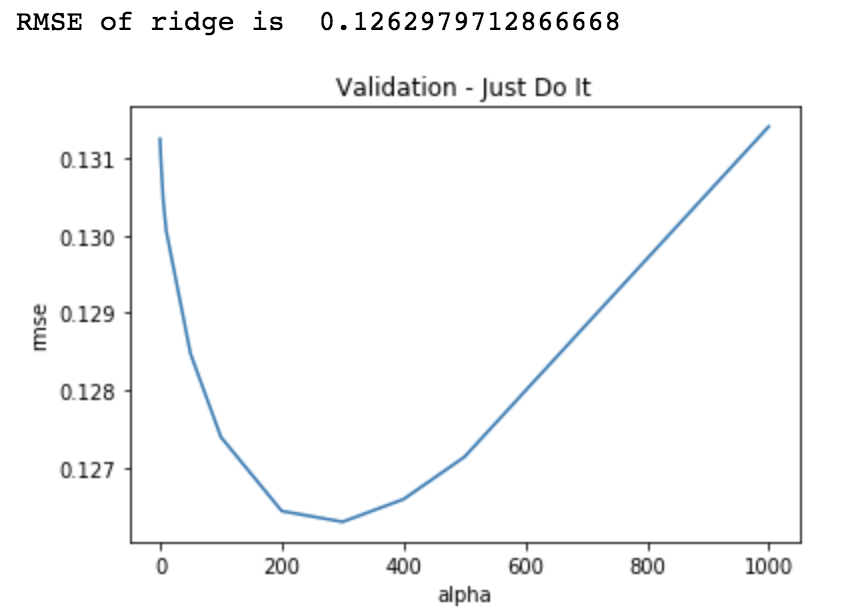 RMSE of ridge is 0.1262979712866668
Validation - Just Do It
0.131
0.130
0.129
0.128
0.127
rmse
0
200
400
600
800
1000
alpha